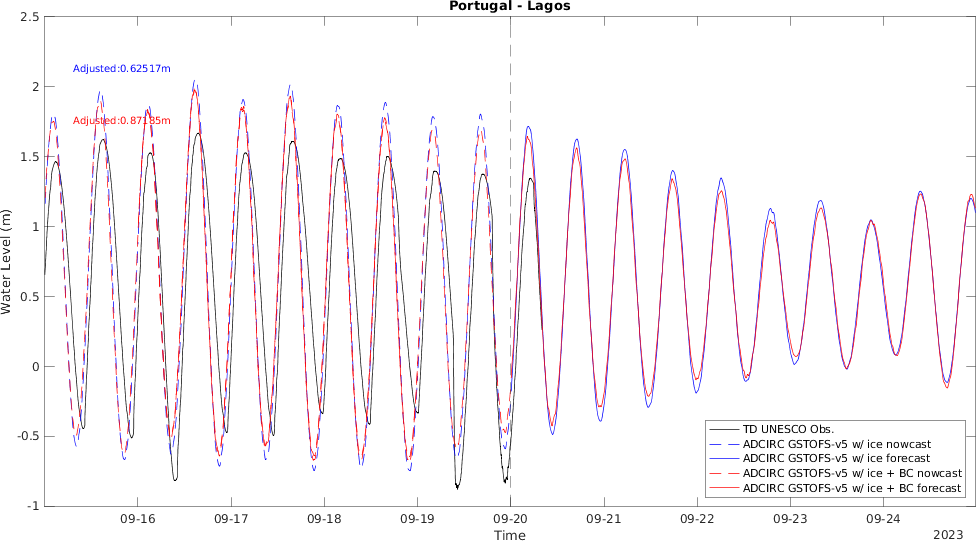 Portugal - Lagos
2.5
2
1.5
1
0.5
0
-0.5
-1
Water Level (m)
Adjusted:0.62517m
Adjusted:0.87185m
TD UNESCO Obs.
ADCIRC GSTOFS-v5 w/ ice nowcast
ADCIRC GSTOFS-v5 w/ ice forecast
ADCIRC GSTOFS-v5 w/ ice + BC nowcast
ADCIRC GSTOFS-v5 w/ ice + BC forecast
09-16 09-17 09-18 09-19 09-20 09-21 09-22 09-23 09-24
Time
2023